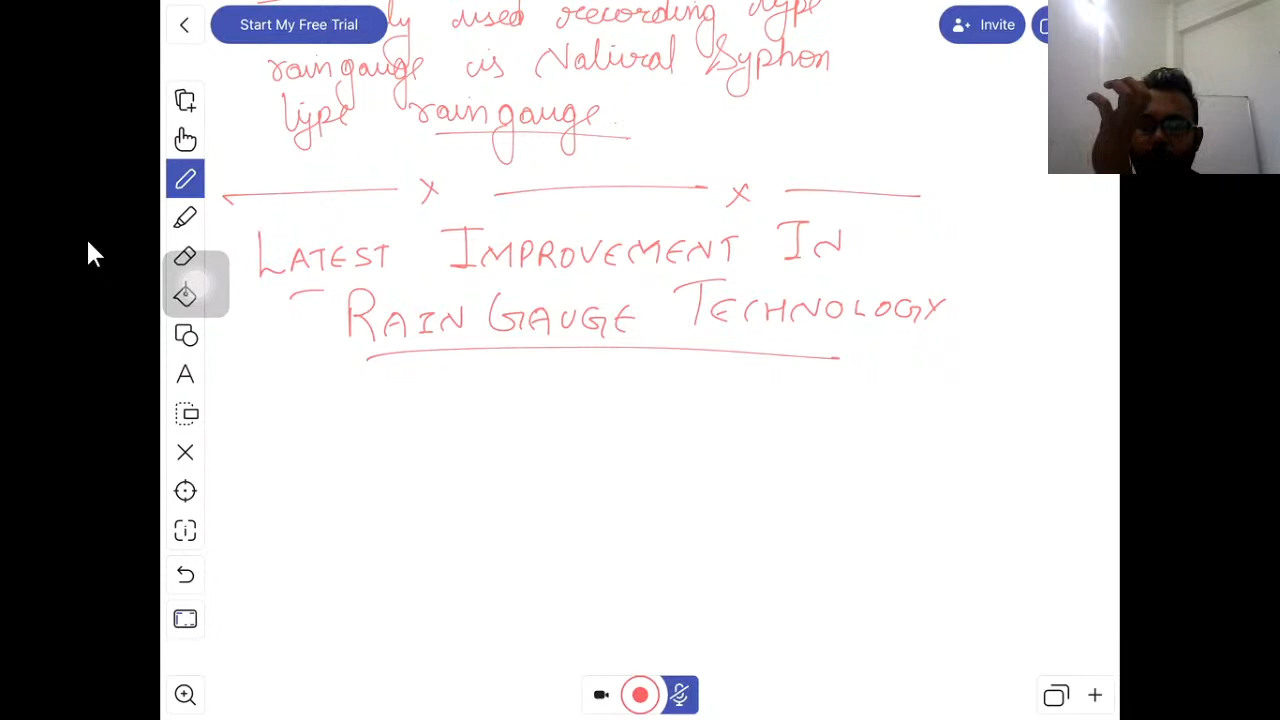 Start My Free Trial
Invite
used recording type
raingauge is Natural Syphon
type raingauge.
x x
LATEST IMPROVEMENT IN
RAIN GAUGE TECHNOLOGY
A